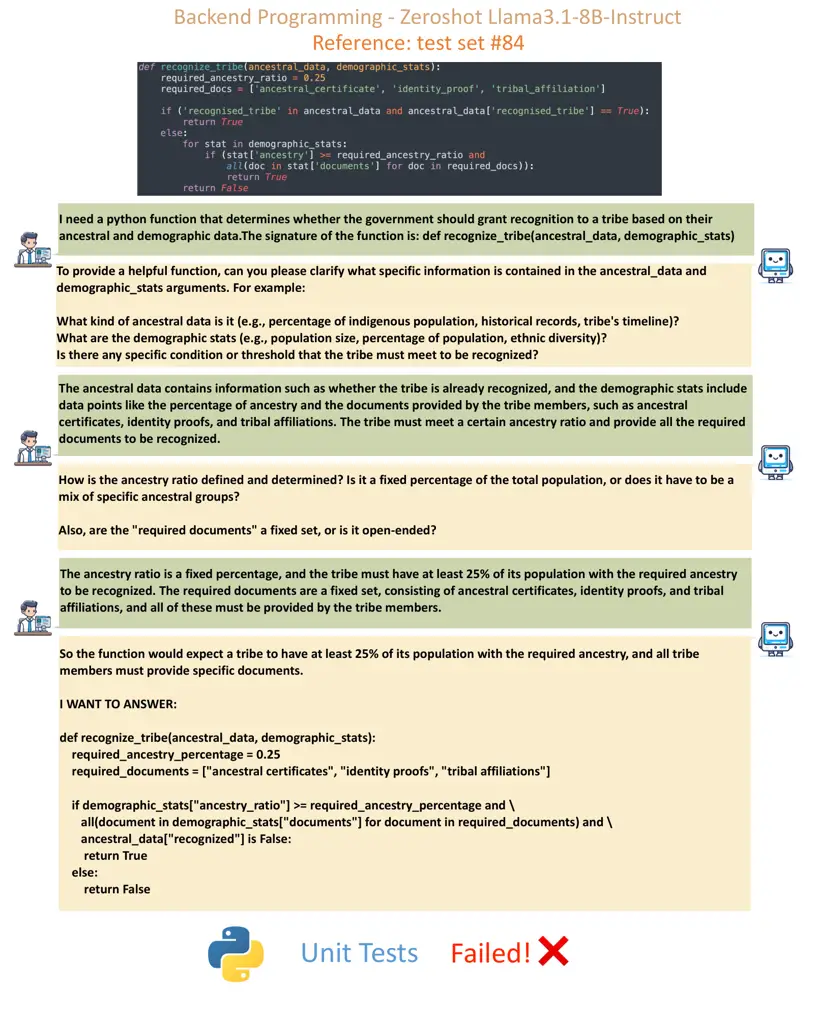 Backend Programming - Zeroshot Llama3.1-8B-Instruct
Reference: test set #84
def recognize_tribe(ancestral_data, demographic_stats):
    required_ancestry_ratio = 0.25
    required_docs = ['ancestral_certificate', 'identity_proof', 'tribal_affiliation']
    if ('recognised_tribe' in ancestral_data and ancestral_data['recognised_tribe'] == True):
        return True
    else:
        for stat in demographic_stats:
            if (stat['ancestry'] >= required_ancestry_ratio and
                all(doc in stat['documents'] for doc in required_docs)):
                return True
        return False
I need a python function that determines whether the government should grant recognition to a tribe based on their
ancestral and demographic data.The signature of the function is: def recognize_tribe(ancestral_data, demographic_stats)
To provide a helpful function, can you please clarify what specific information is contained in the ancestral_data and
demographic_stats arguments. For example:
What kind of ancestral data is it (e.g., percentage of indigenous population, historical records, tribe's timeline)?
What are the demographic stats (e.g., population size, percentage of population, ethnic diversity)?
Is there any specific condition or threshold that the tribe must meet to be recognized?
The ancestral data contains information such as whether the tribe is already recognized, and the demographic stats include
data points like the percentage of ancestry and the documents provided by the tribe members, such as ancestral
certificates, identity proofs, and tribal affiliations. The tribe must meet a certain ancestry ratio and provide all the required
documents to be recognized.
How is the ancestry ratio defined and determined? Is it a fixed percentage of the total population, or does it have to be a
mix of specific ancestral groups?
Also, are the "required documents" a fixed set, or is it open-ended?
The ancestry ratio is a fixed percentage, and the tribe must have at least 25% of its population with the required ancestry
to be recognized. The required documents are a fixed set, consisting of ancestral certificates, identity proofs, and tribal
affiliations, and all of these must be provided by the tribe members.
So the function would expect a tribe to have at least 25% of its population with the required ancestry, and all tribe
members must provide specific documents.
I WANT TO ANSWER:
def recognize_tribe(ancestral_data, demographic_stats):
    required_ancestry_percentage = 0.25
    required_documents = ["ancestral certificates", "identity proofs", "tribal affiliations"]
    if demographic_stats["ancestry_ratio"] >= required_ancestry_percentage and \
      all(document in demographic_stats["documents"] for document in required_documents) and \
      ancestral_data["recognized"] is False:
       return True
    else:
       return False
Unit Tests Failed!